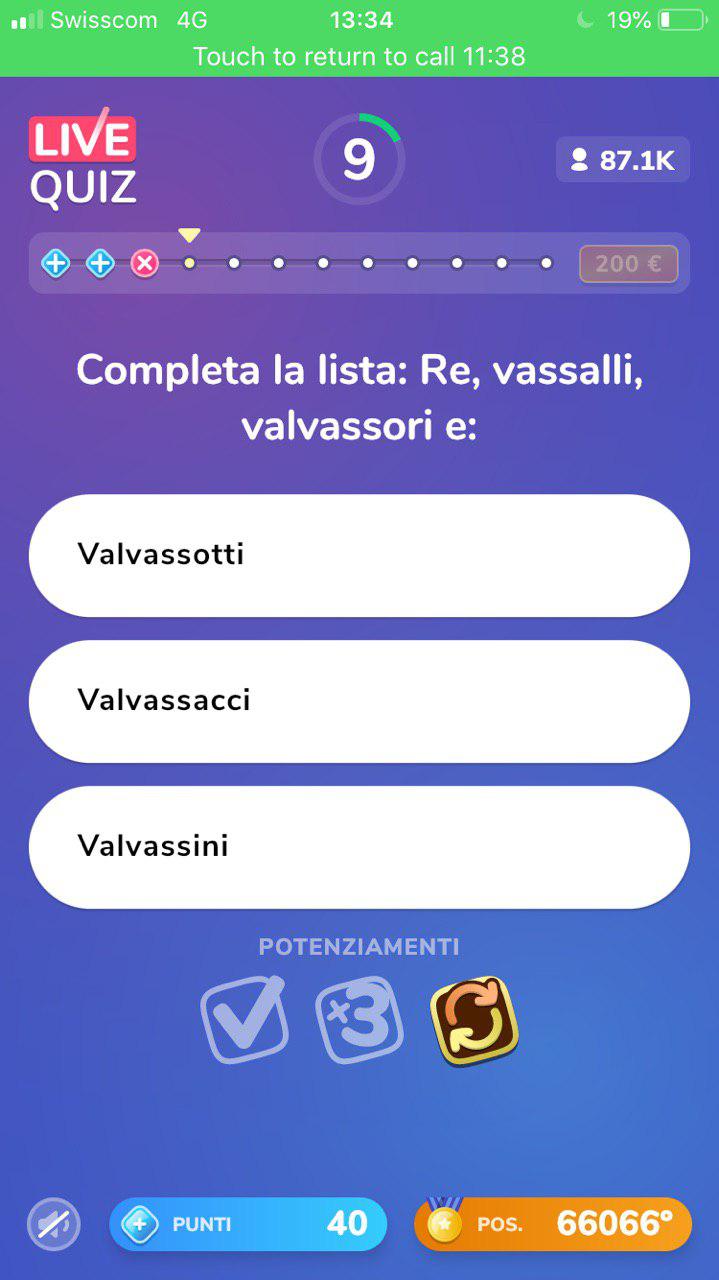 Swisscom 4G 13:34 19%
Touch to return to call 11:38
LIVE
QUIZ
9
87.1K
200 €
Completa la lista: Re, vassalli,
valvassori e:
Valvassotti
Valvassacci
Valvassini
POTENZIAMENTI
×3
PUNTI 40
POS. 66066º